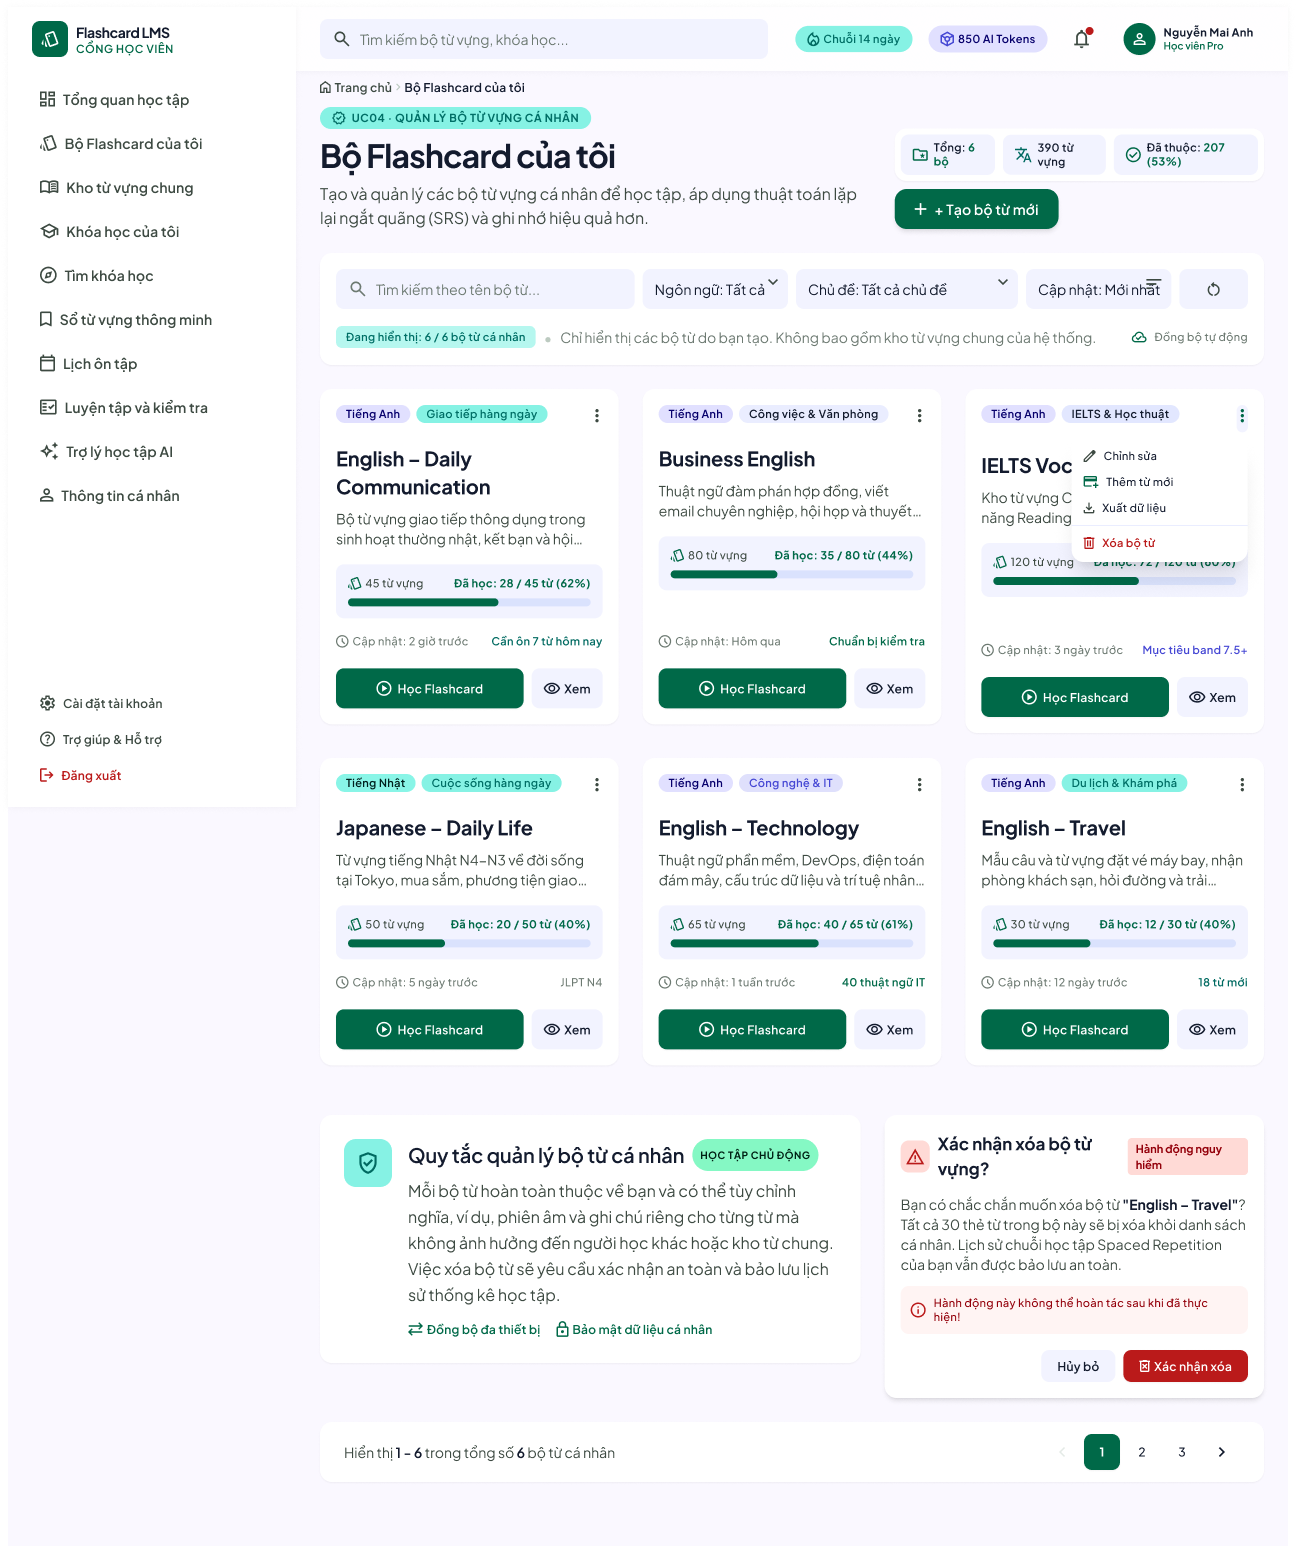 Flashcard LMS
CỔNG HỌC VIÊN
Tổng quan học tập
Bộ Flashcard của tôi
Kho từ vựng chung
Khóa học của tôi
Tìm khóa học
Sổ từ vựng thông minh
Lịch ôn tập
Luyện tập và kiểm tra
Trợ lý học tập AI
Thông tin cá nhân
Cài đặt tài khoản
Trợ giúp & Hỗ trợ
Đăng xuất
Tìm kiếm bộ từ vựng, khóa học...
Chuỗi 14 ngày
850 AI Tokens
Nguyễn Mai Anh
Học viên Pro
Trang chủ > Bộ Flashcard của tôi
UC04 · QUẢN LÝ BỘ TỪ VỰNG CÁ NHÂN
Bộ Flashcard của tôi
Tạo và quản lý các bộ từ vựng cá nhân để học tập, áp dụng thuật toán lặp
lại ngắt quãng (SRS) và ghi nhớ hiệu quả hơn.
Tổng: 6
bộ
390 từ
vựng
Đã thuộc: 207
(53%)
+ Tạo bộ từ mới
Tìm kiếm theo tên bộ từ...
Ngôn ngữ: Tất cả
Chủ đề: Tất cả chủ đề
Cập nhật: Mới nhất
Đang hiển thị: 6 / 6 bộ từ cá nhân
Chỉ hiển thị các bộ từ do bạn tạo. Không bao gồm kho từ vựng chung của hệ thống.
Đồng bộ tự động
Tiếng Anh
Giao tiếp hàng ngày
English – Daily
Communication
Bộ từ vựng giao tiếp thông dụng trong
sinh hoạt thường nhật, kết bạn và hội...
45 từ vựng
Đã học: 28 / 45 từ (62%)
Cập nhật: 2 giờ trước
Cần ôn 7 từ hôm nay
Học Flashcard
Xem
Tiếng Anh
Công việc & Văn phòng
Business English
Thuật ngữ đàm phán hợp đồng, viết
email chuyên nghiệp, hội họp và thuyết...
80 từ vựng
Đã học: 35 / 80 từ (44%)
Cập nhật: Hôm qua
Chuẩn bị kiểm tra
Học Flashcard
Xem
Tiếng Anh
IELTS & Học thuật
IELTS Voc
Kho từ vựng C
năng Reading
Chỉnh sửa
Thêm từ mới
Xuất dữ liệu
Xóa bộ từ
120 từ vựng
Đã học: 72 / 120 từ (60%)
Cập nhật: 3 ngày trước
Mục tiêu band 7.5+
Học Flashcard
Xem
Tiếng Nhật
Cuộc sống hàng ngày
Japanese – Daily Life
Từ vựng tiếng Nhật N4–N3 về đời sống
tại Tokyo, mua sắm, phương tiện giao...
50 từ vựng
Đã học: 20 / 50 từ (40%)
Cập nhật: 5 ngày trước
JLPT N4
Học Flashcard
Xem
Tiếng Anh
Công nghệ & IT
English – Technology
Thuật ngữ phần mềm, DevOps, điện toán
đám mây, cấu trúc dữ liệu và trí tuệ nhân...
65 từ vựng
Đã học: 40 / 65 từ (61%)
Cập nhật: 1 tuần trước
40 thuật ngữ IT
Học Flashcard
Xem
Tiếng Anh
Du lịch & Khám phá
English – Travel
Mẫu câu và từ vựng đặt vé máy bay, nhận
phòng khách sạn, hỏi đường và trải...
30 từ vựng
Đã học: 12 / 30 từ (40%)
Cập nhật: 12 ngày trước
18 từ mới
Học Flashcard
Xem
Quy tắc quản lý bộ từ cá nhân
HỌC TẬP CHỦ ĐỘNG
Mỗi bộ từ hoàn toàn thuộc về bạn và có thể tùy chỉnh
nghĩa, ví dụ, phiên âm và ghi chú riêng cho từng từ mà
không ảnh hưởng đến người học khác hoặc kho từ chung.
Việc xóa bộ từ sẽ yêu cầu xác nhận an toàn và bảo lưu lịch
sử thống kê học tập.
Đồng bộ đa thiết bị
Bảo mật dữ liệu cá nhân
Xác nhận xóa bộ từ
vựng?
Hành động nguy
hiểm
Bạn có chắc chắn muốn xóa bộ từ "English – Travel"?
Tất cả 30 thẻ từ trong bộ này sẽ bị xóa khỏi danh sách
cá nhân. Lịch sử chuỗi học tập Spaced Repetition
của bạn vẫn được bảo lưu an toàn.
Hành động này không thể hoàn tác sau khi đã thực
hiện!
Hủy bỏ
Xác nhận xóa
Hiển thị 1 – 6 trong tổng số 6 bộ từ cá nhân
1
2
3